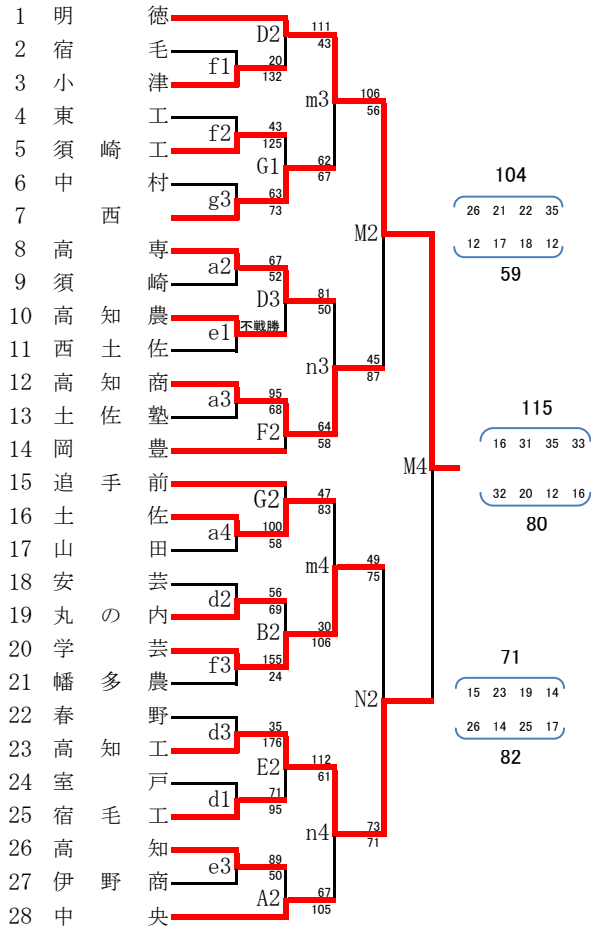 1 明 徳
2 宿 毛
3 小 津
4 東 工
5 須 崎 工
6 中 村
7 西
8 高 専
9 須 崎
10 高 知 農
11 西 土 佐
12 高 知 商
13 土 佐 塾
14 岡 豊
15 追 手 前
16 土 佐
17 山 田
18 安 芸
19 丸 の 内
20 学 芸
21 幡 多 農
22 春 野
23 高 知 工
24 室 戸
25 宿 毛 工
26 高 知
27 伊 野 商
28 中 央
f1
f2
g3
a2
e1
a3
a4
d2
f3
d3
d1
e3
20
132
43
125
63
73
67
52
不戦勝
95
68
100
58
56
69
155
24
35
176
71
95
89
50
D2
G1
D3
F2
G2
B2
E2
A2
111
43
62
67
81
50
64
58
47
83
30
106
112
61
67
105
m3
n3
m4
n4
106
56
45
87
49
75
73
71
M2
N2
M4
104
26 21 22 35
12 17 18 12
59
115
16 31 35 33
32 20 12 16
80
71
15 23 19 14
26 14 25 17
82